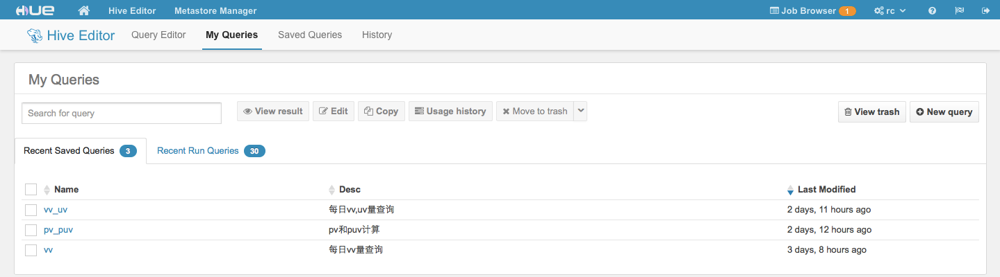 HUE Hive Editor Metastore Manager Job Browser 1 rc
Hive Editor Query Editor My Queries Saved Queries History
My Queries
Search for query View result Edit Copy Usage history Move to trash View trash New query
Recent Saved Queries 3 Recent Run Queries 30
Name Desc Last Modified
vv_uv 每日vv,uv量查询 2 days, 11 hours ago
pv_puv pv和puv计算 2 days, 12 hours ago
vv 每日vv量查询 3 days, 8 hours ago